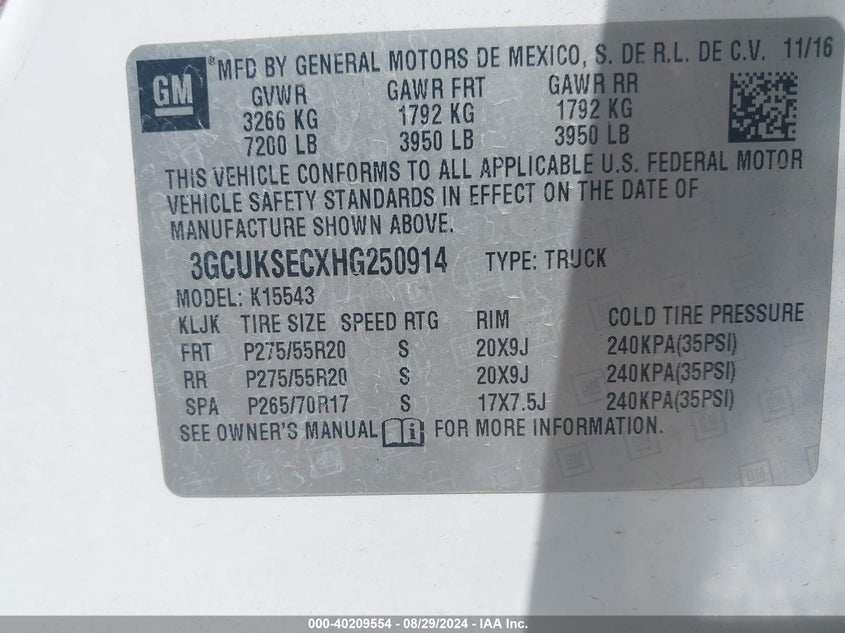 GM ® MFD BY GENERAL MOTORS DE MEXICO, S. DE R.L. DE C.V. 11/16
GVWR GAWR FRT GAWR RR
3266 KG 1792 KG 1792 KG
7200 LB 3950 LB 3950 LB
THIS VEHICLE CONFORMS TO ALL APPLICABLE U.S. FEDERAL MOTOR
VEHICLE SAFETY STANDARDS IN EFFECT ON THE DATE OF
MANUFACTURE SHOWN ABOVE.
3GCUKSECXHG250914 TYPE: TRUCK
MODEL: K15543
KLJK TIRE SIZE SPEED RTG RIM COLD TIRE PRESSURE
FRT P275/55R20 S 20X9J 240KPA(35PSI)
RR P275/55R20 S 20X9J 240KPA(35PSI)
SPA P265/70R17 S 17X7.5J 240KPA(35PSI)
SEE OWNER'S MANUAL FOR MORE INFORMATION.
000-40209554 - 08/29/2024 - IAA Inc.